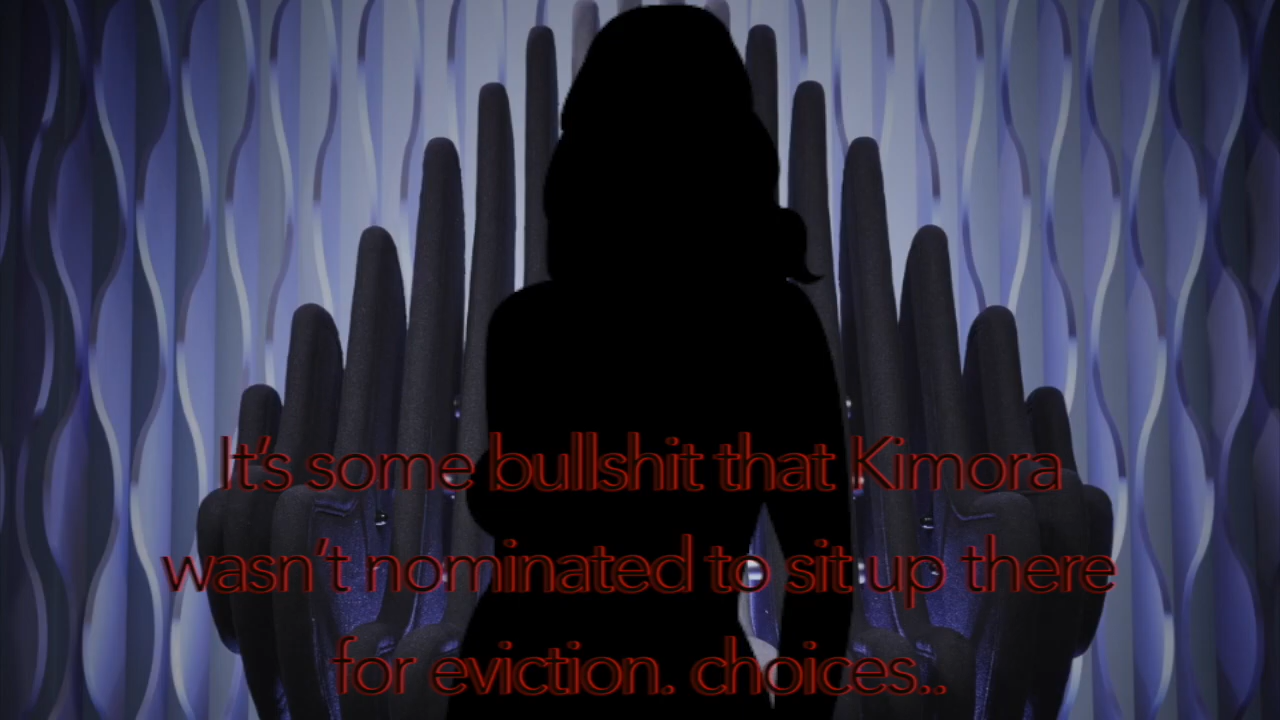 It's some bullshit that Kimora
wasn't nominated to sit up there
for eviction. choices..